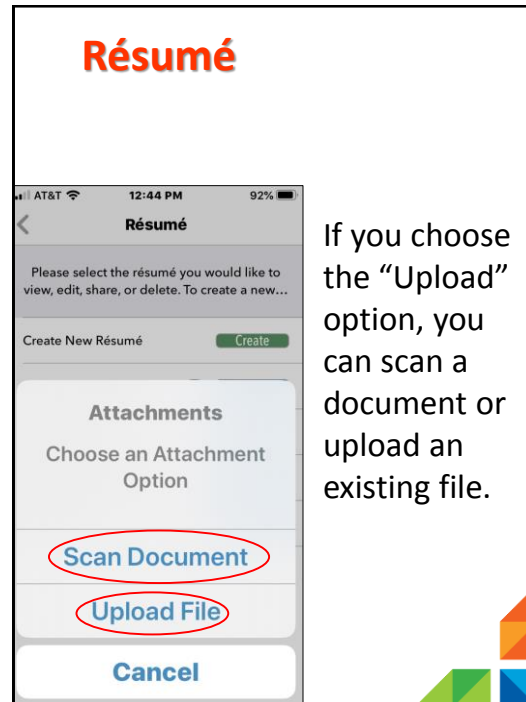 Résumé
AT&T 12:44 PM 92%
Résumé
Please select the résumé you would like to
view, edit, share, or delete. To create a new...
Create New Résumé Create
Attachments
Choose an Attachment
Option
Scan Document
Upload File
Cancel
If you choose
the “Upload”
option, you
can scan a
document or
upload an
existing file.